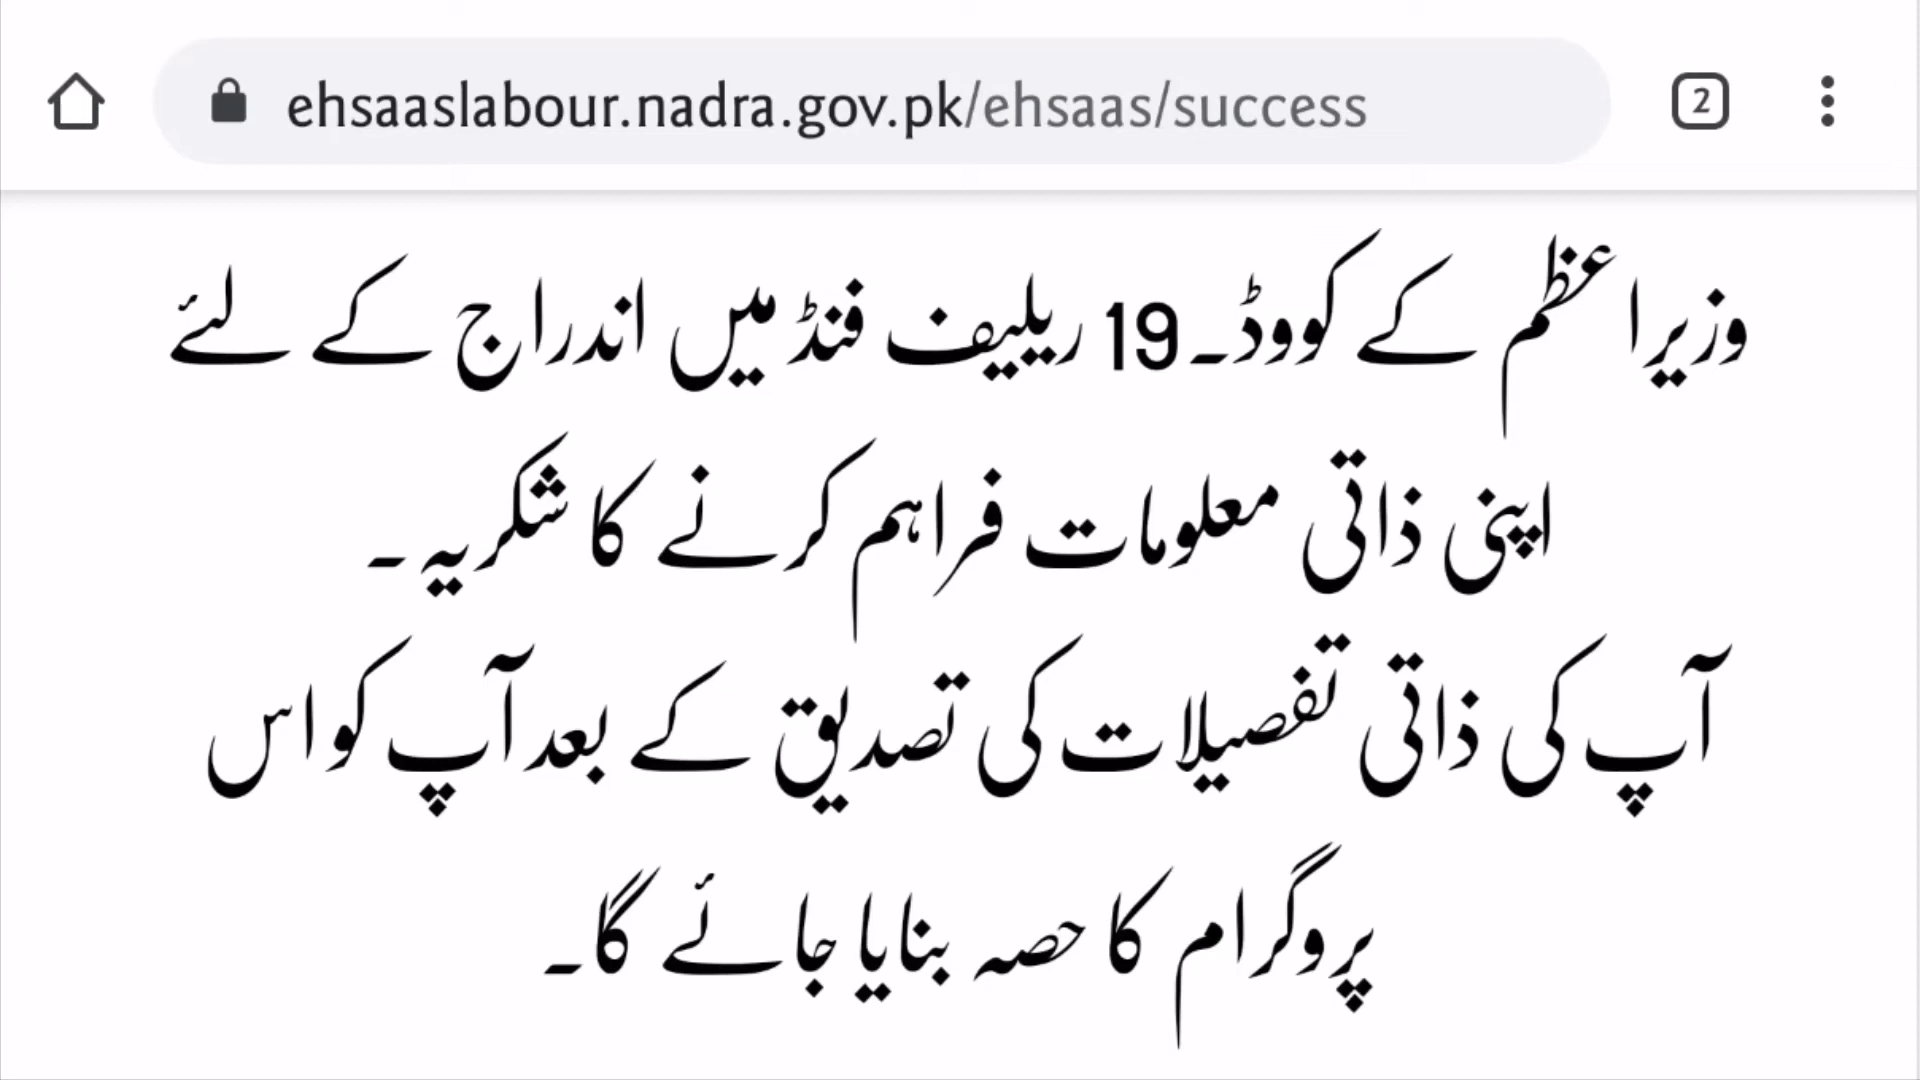 ehsaaslabour.nadra.gov.pk/ehsaas/success
2
وزیراعظم کے کووڈ۔19 ریلیف فنڈ میں اندراج کے لئے
اپنی ذاتی معلومات فراہم کرنے کا شکریہ۔
آپ کی ذاتی تفصیلات کی تصدیق کے بعد آپ کو اس
پروگرام کا حصہ بنایا جائے گا۔